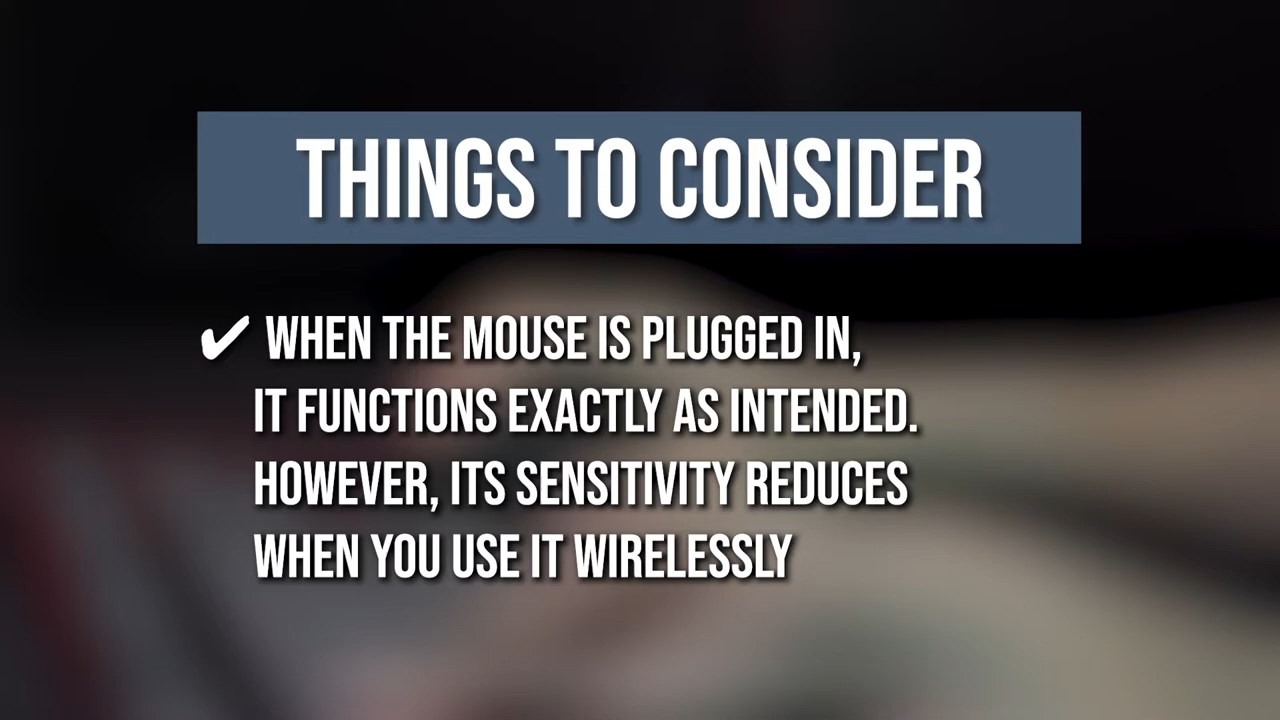 THINGS TO CONSIDER
✔ WHEN THE MOUSE IS PLUGGED IN,
IT FUNCTIONS EXACTLY AS INTENDED.
HOWEVER, ITS SENSITIVITY REDUCES
WHEN YOU USE IT WIRELESSLY